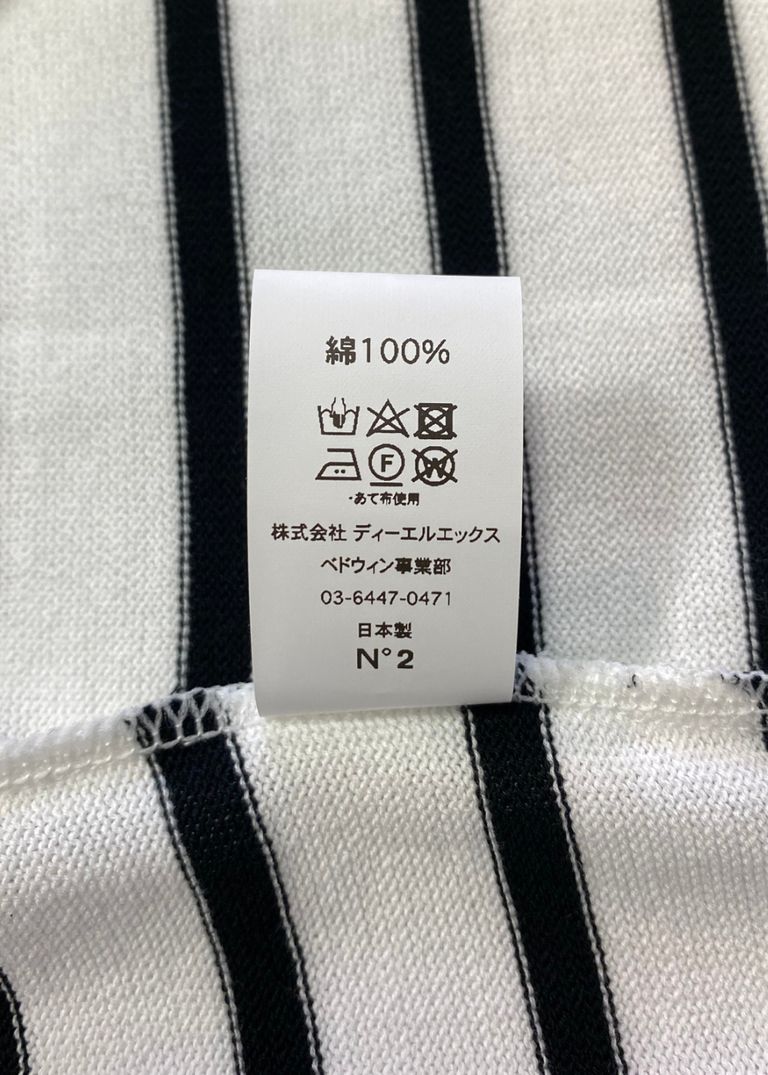 綿100%
F W
・あて布使用
株式会社 ディーエルエックス
ベドウィン事業部
03-6447-0471
日本製
N°2